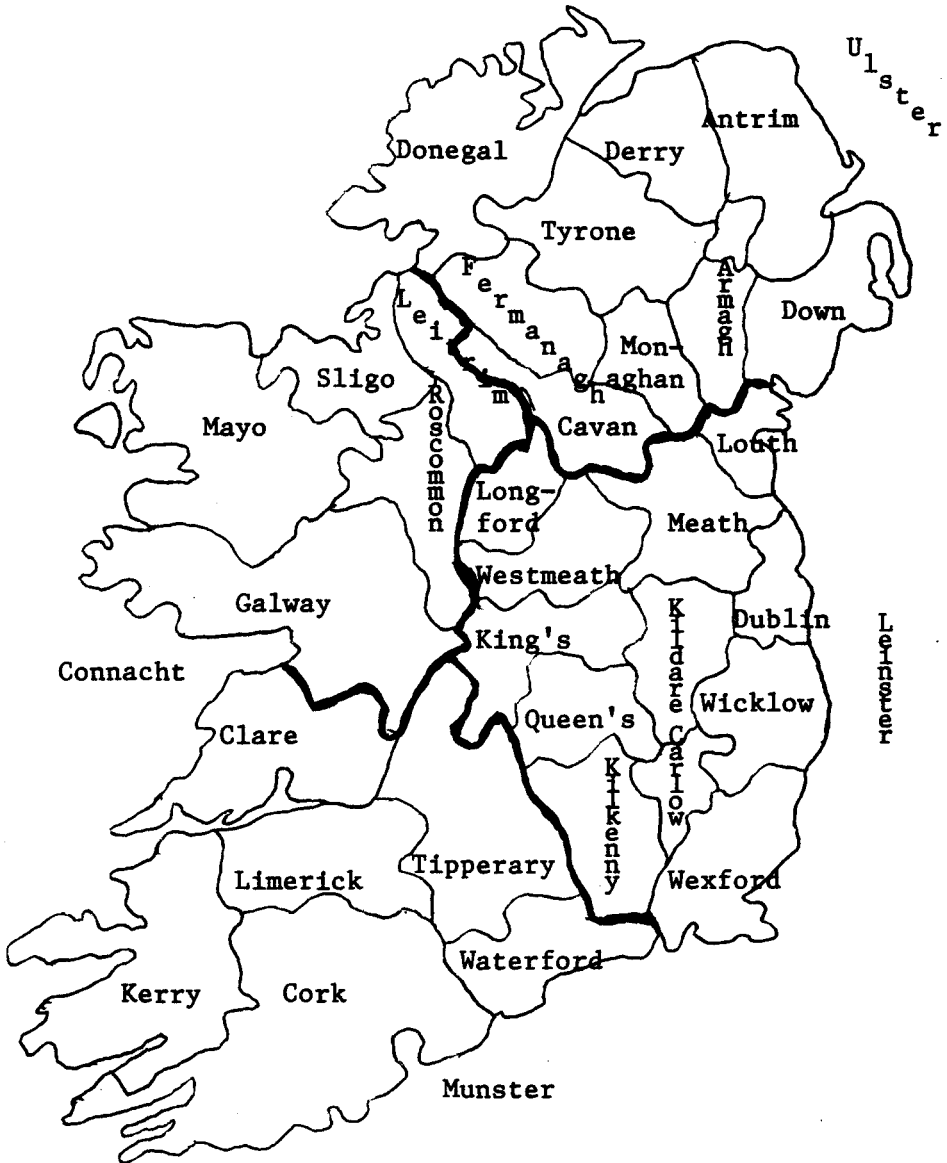 Ulster
Antrim
Donegal
Derry
Tyrone
Fermanagh
Armagh
Down
Leitrim
Mon-
aghan
Sligo
Roscommon
Mayo
Cavan
Louth
Long-
ford
Meath
Westmeath
Galway
Kildare
Dublin
King's
Leinster
Connacht
Wicklow
Queen's
Clare
Carlow
Kilkenny
Tipperary
Limerick
Wexford
Waterford
Kerry
Cork
Munster